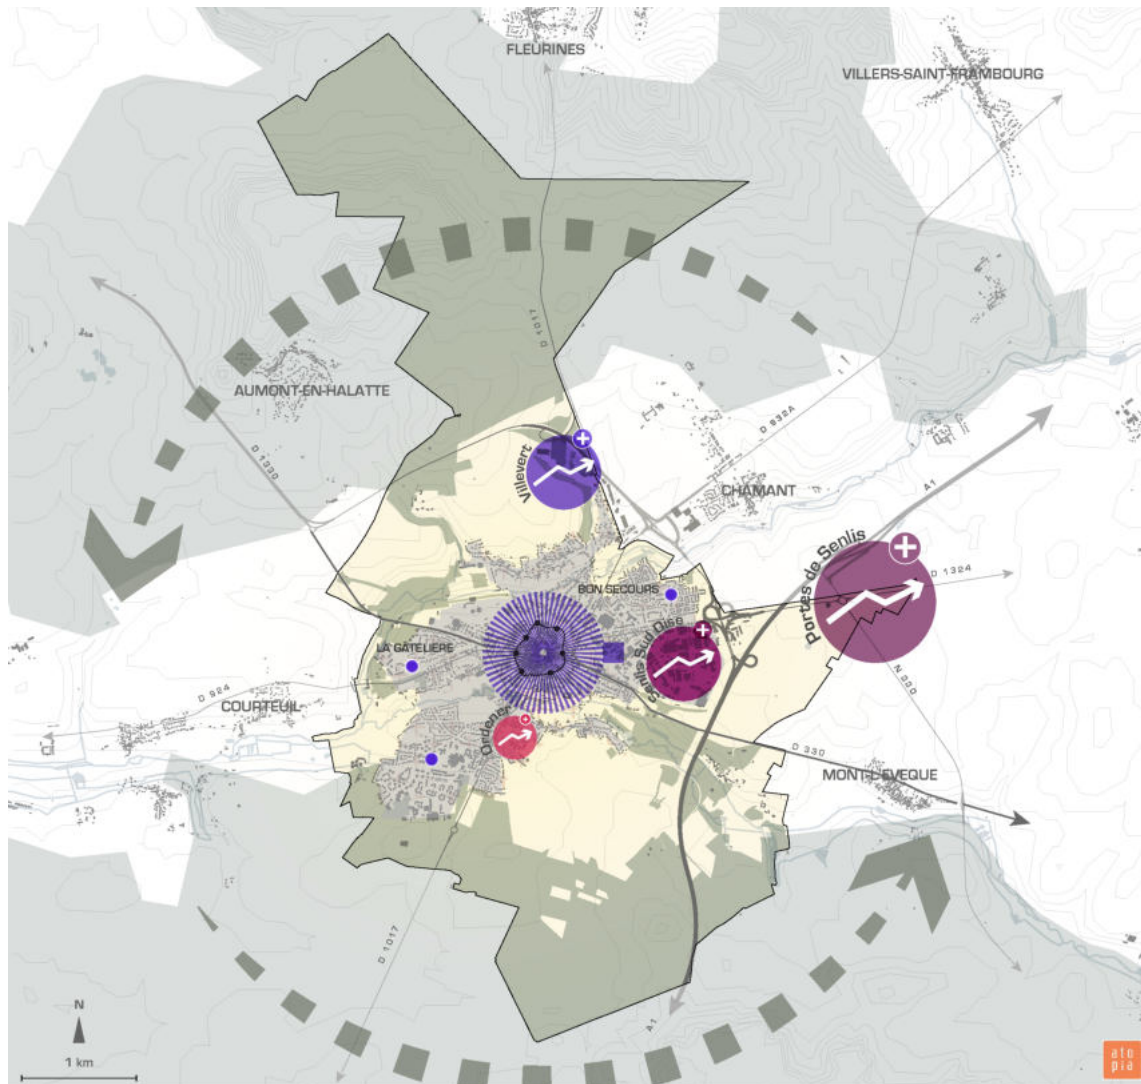 FLEURINES
VILLERS-SAINT-FRAMBOURG
D 1017
AUMONT-EN-HALATTE
D 932A
D 1330
Villevert
CHAMANT
A1
Portes de Senlis
D 1324
BON SECOURS
Senlis Sud Oise
LA GATELIERE
N 330
D 924
COURTEUIL
Ordener
D 330
MONT-L'EVEQUE
D 1017
A1
N
1 km
ato
pia